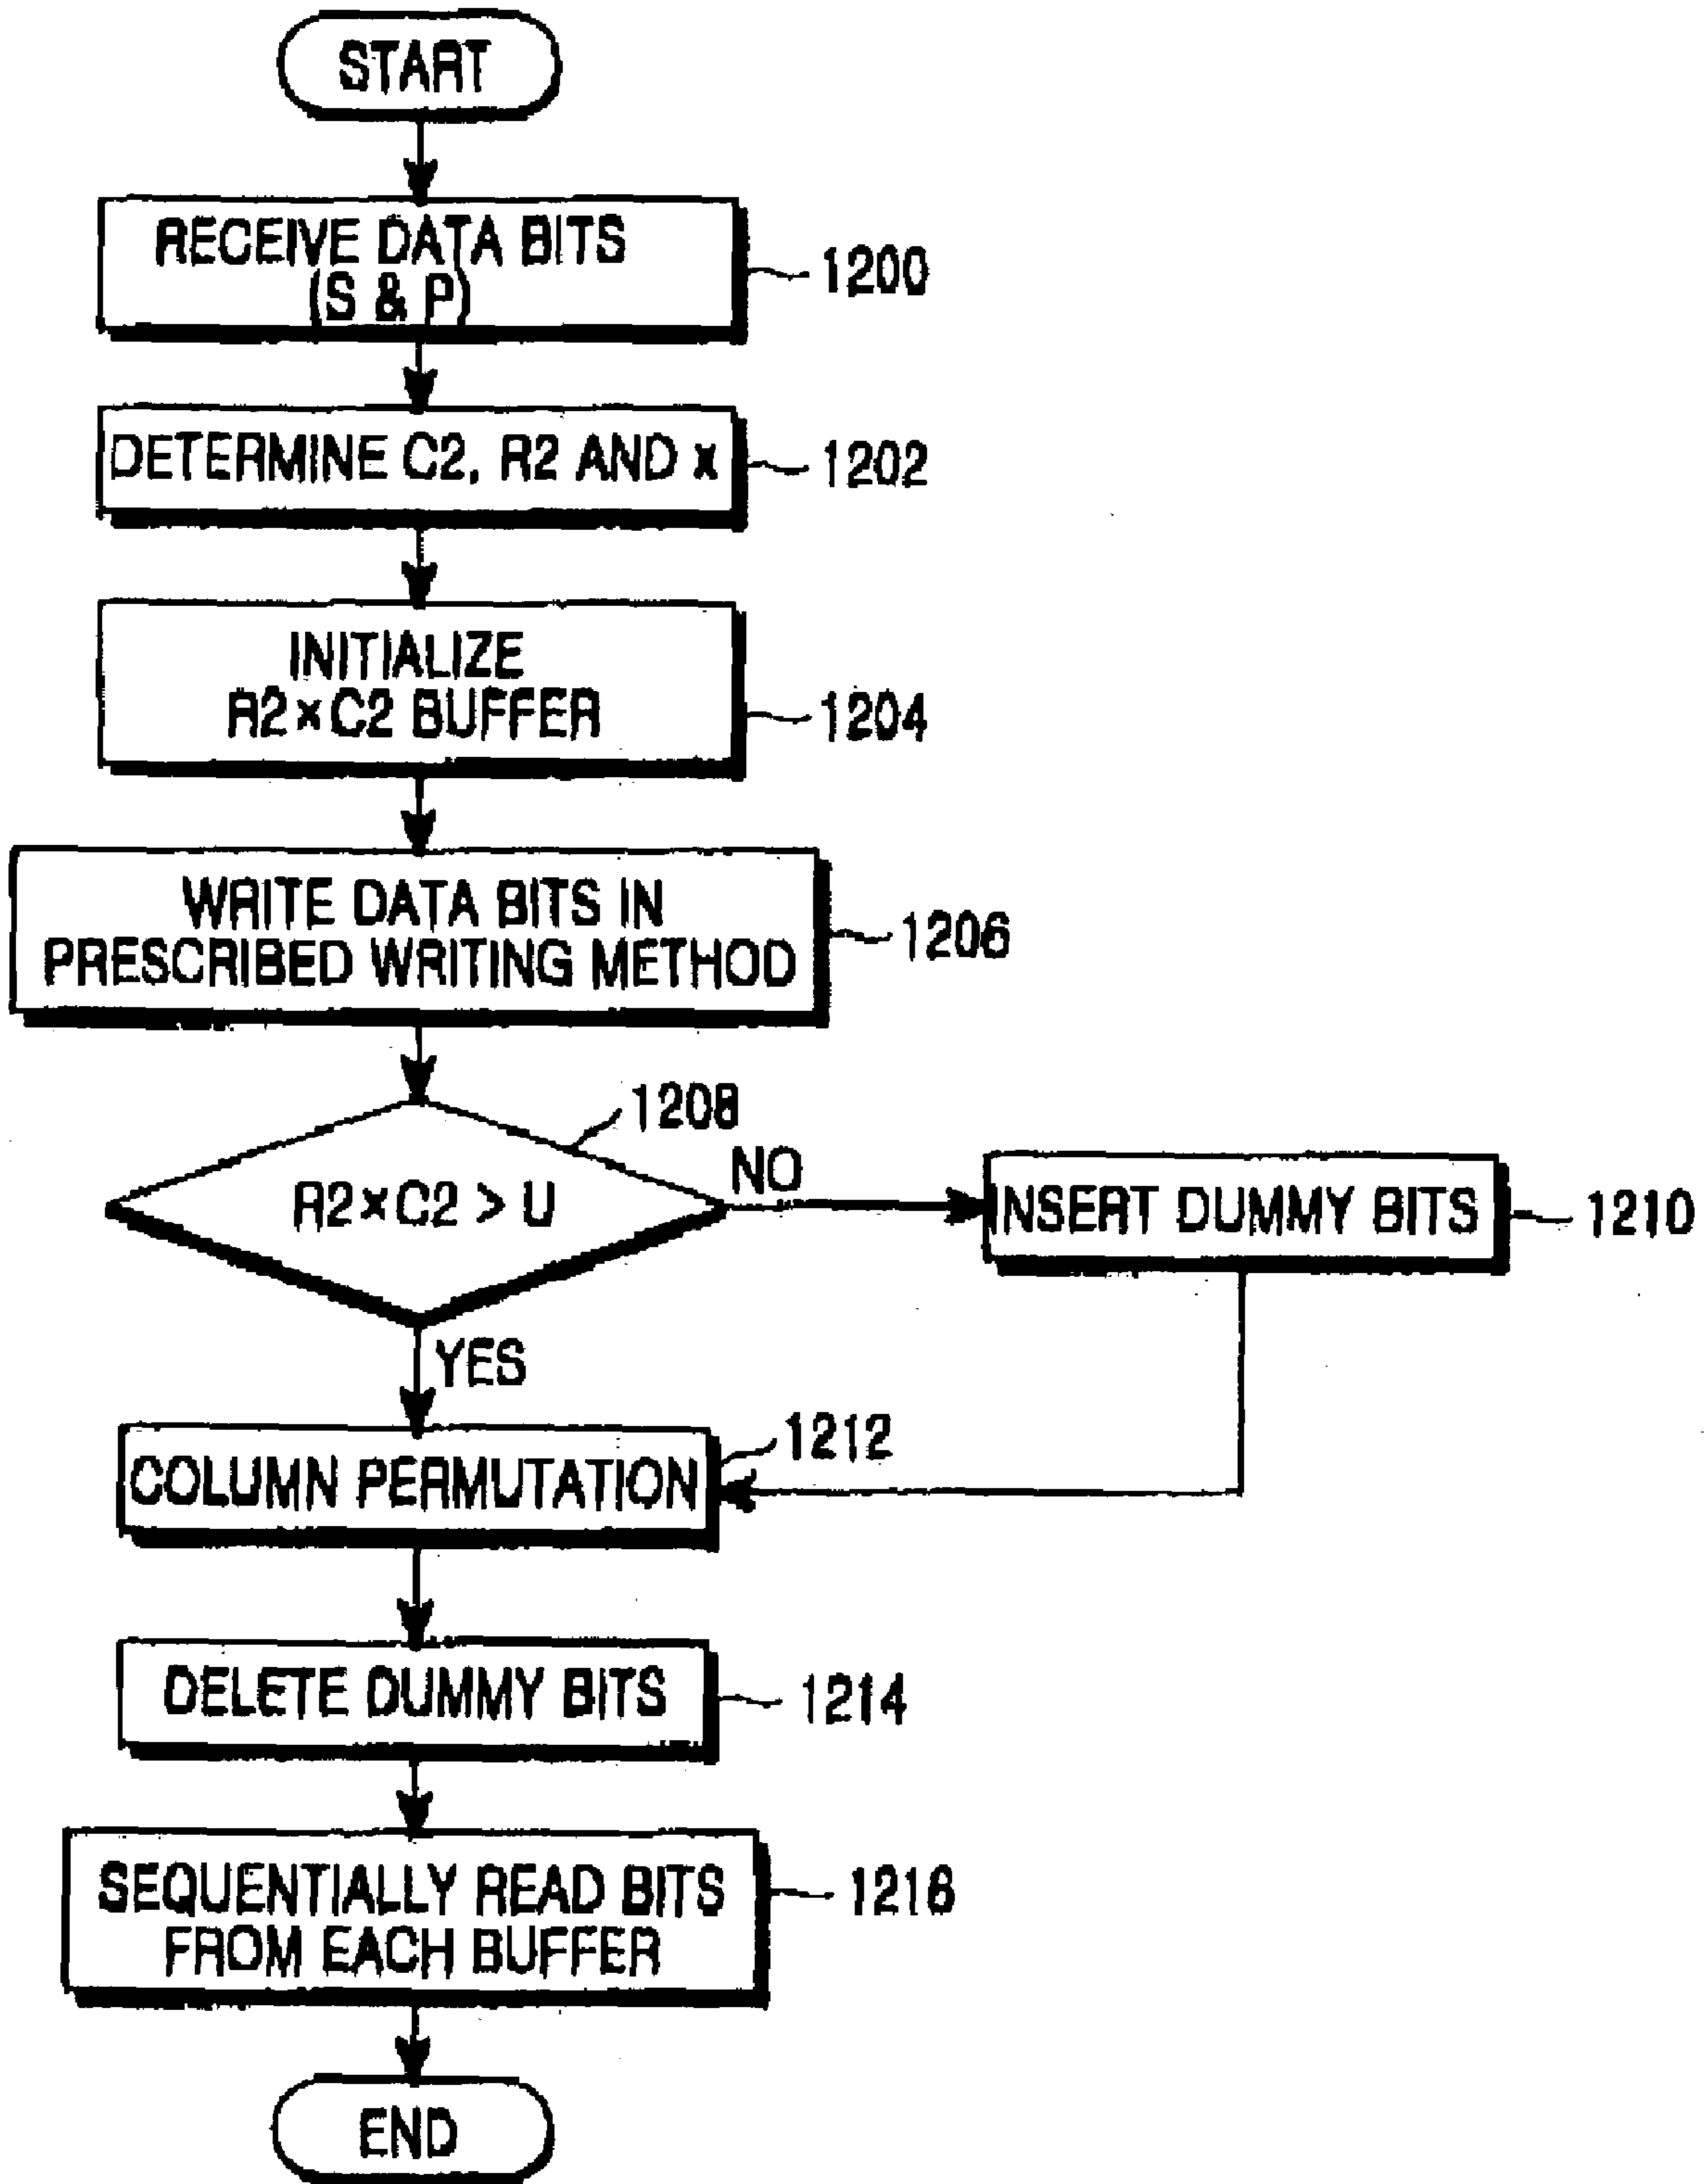 START
RECEIVE DATA BITS
(S & P)
1200
DETERMINE C2, R2 AND x
1202
INITIALIZE
R2×C2 BUFFER
1204
WRITE DATA BITS IN
PRESCRIBED WRITING METHOD
1206
1208
R2×C2 > U
NO
INSERT DUMMY BITS
1210
YES
1212
COLUMN PERMUTATION
DELETE DUMMY BITS
1214
SEQUENTIALLY READ BITS
FROM EACH BUFFER
1216
END